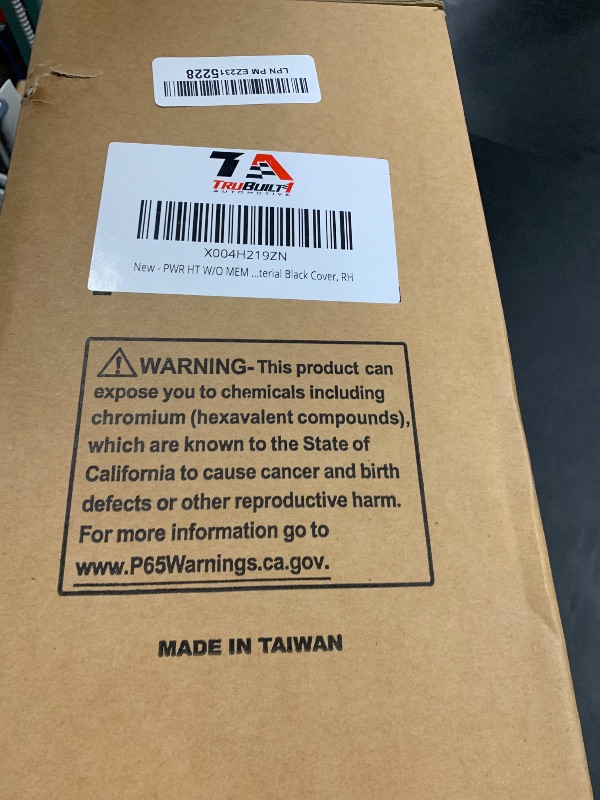 LPN PM EZ2315228
TA
TRUBUILT1
AUTOMOTIVE
X004H219ZN
New - PWR HT W/O MEM ...terial Black Cover, RH
WARNING- This product can
expose you to chemicals including
chromium (hexavalent compounds),
which are known to the State of
California to cause cancer and birth
defects or other reproductive harm.
For more information go to
www.P65Warnings.ca.gov.
MADE IN TAIWAN